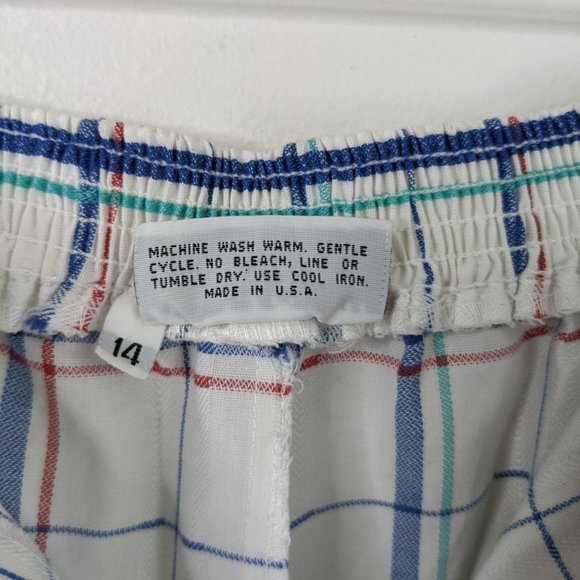 MACHINE WASH WARM. GENTLE
CYCLE. NO BLEACH, LINE OR
TUMBLE DRY. USE COOL IRON.
MADE IN U.S.A.
14